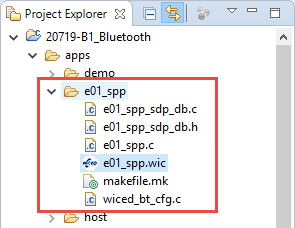 Project Explorer
20719-B1_Bluetooth
apps
demo
e01_spp
e01_spp_sdp_db.c
e01_spp_sdp_db.h
e01_spp.c
e01_spp.wic
makefile.mk
wiced_bt_cfg.c
host